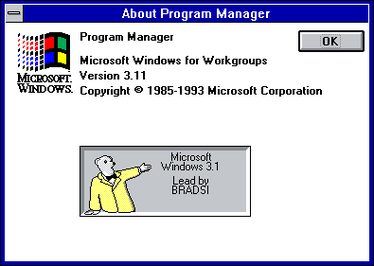 About Program Manager
Program Manager
OK
Microsoft Windows for Workgroups
MICROSOFT.
WINDOWS.
Version 3.11
Copyright © 1985-1993 Microsoft Corporation
Microsoft
Windows 3.1
Lead by
BRADSI